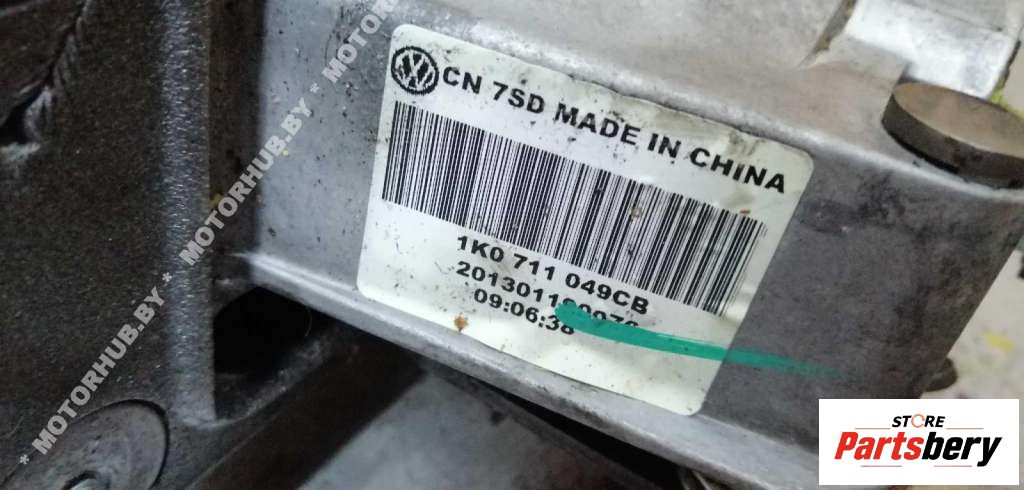 CN 7SD MADE IN CHINA
1K0 711 049CB
09:06:38
* MOTORHUB.BY * MOTORHUB.BY * MOTORHUB.BY *
STORE
Partsbery